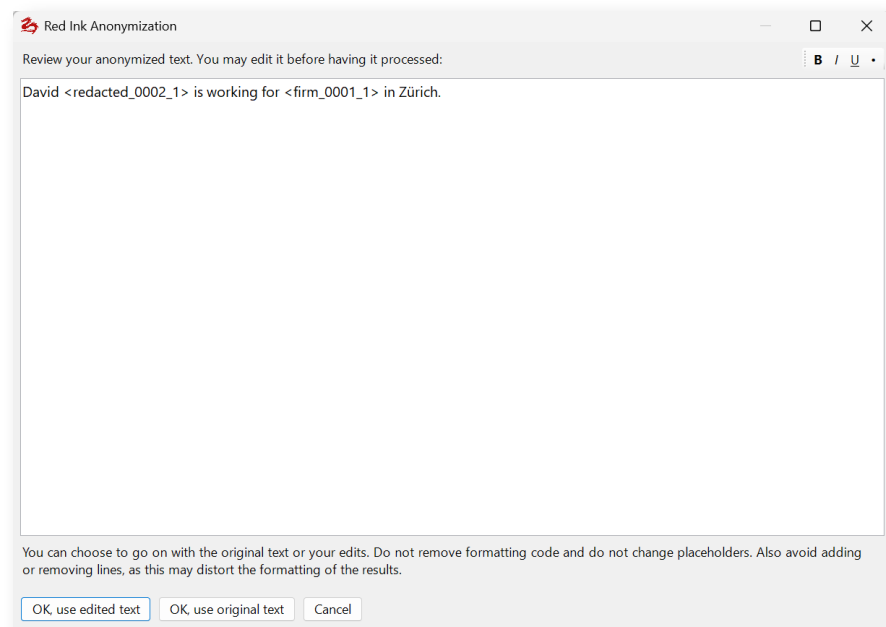 Red Ink Anonymization
Review your anonymized text. You may edit it before having it processed:
B I U
David <redacted_0002_1> is working for <firm_0001_1> in Zürich.
You can choose to go on with the original text or your edits. Do not remove formatting code and do not change placeholders. Also avoid adding
or removing lines, as this may distort the formatting of the results.
OK, use edited text OK, use original text Cancel